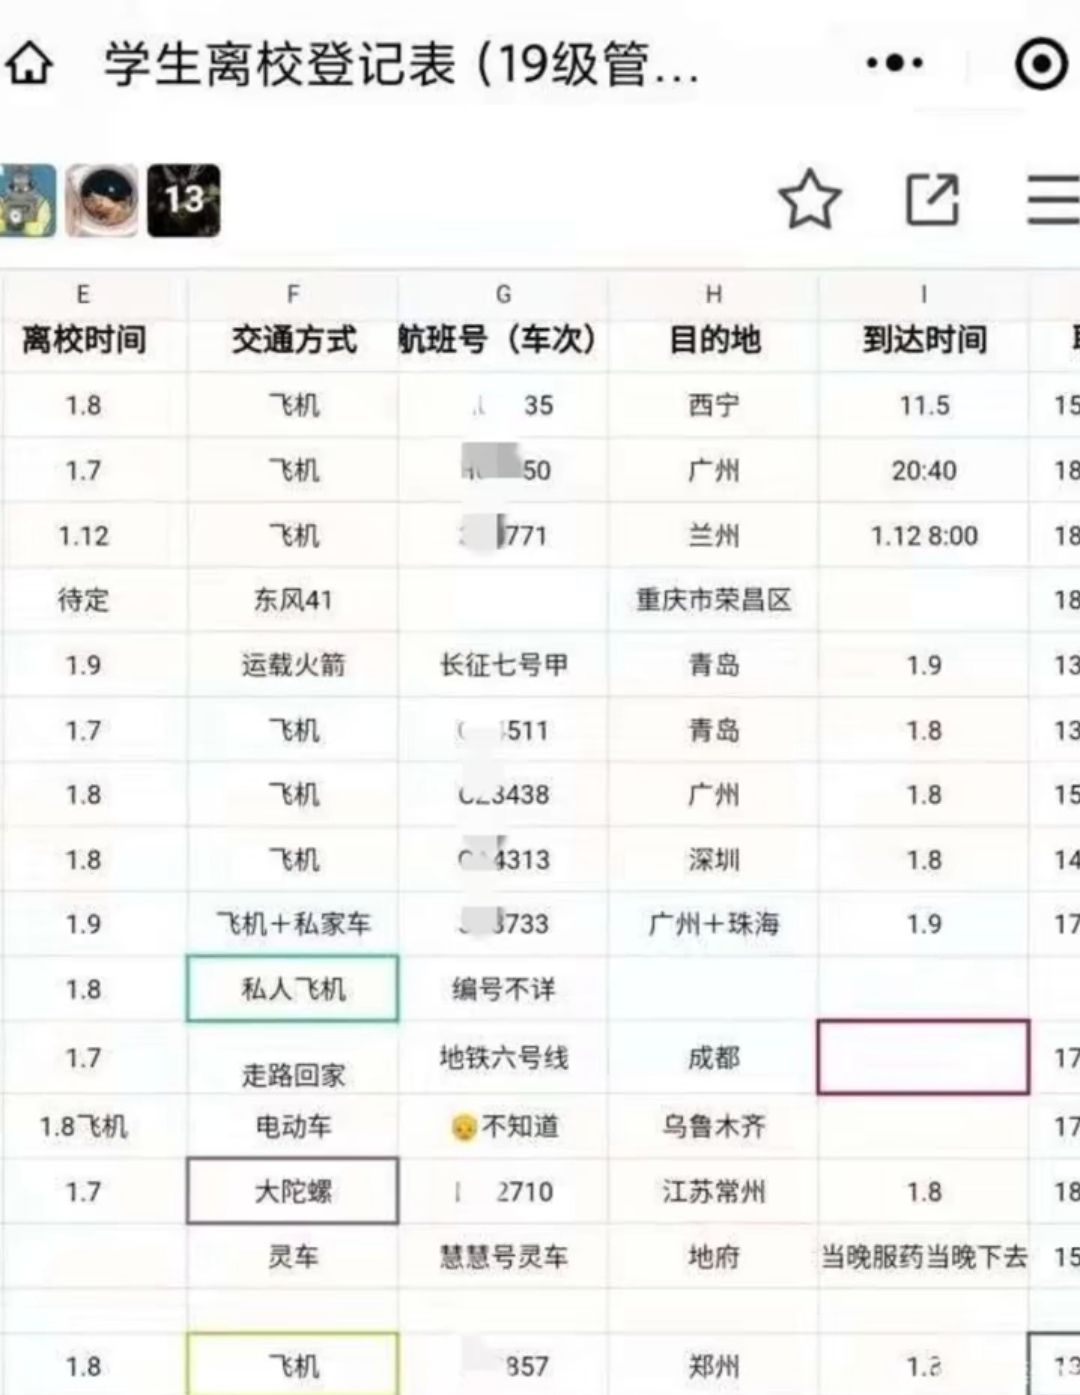 学生离校登记表（19级管...
13
E F G H I
离校时间 交通方式 航班号（车次） 目的地 到达时间
1.8 飞机 35 西宁 11.5 15
1.7 飞机 50 广州 20:40 18
1.12 飞机 771 兰州 1.12 8:00 18
待定 东风41 重庆市荣昌区 18
1.9 运载火箭 长征七号甲 青岛 1.9 13
1.7 飞机 4511 青岛 1.8 13
1.8 飞机 3438 广州 1.8 15
1.8 飞机 4313 深圳 1.8 14
1.9 飞机＋私家车 3733 广州＋珠海 1.9 17
1.8 私人飞机 编号不详
1.7 走路回家 地铁六号线 成都 17
1.8飞机 电动车 👴不知道 乌鲁木齐 17
1.7 大陀螺 2710 江苏常州 1.8 18
灵车 慧慧号灵车 地府 当晚服药当晚下去 15
1.8 飞机 857 郑州 1.8 13